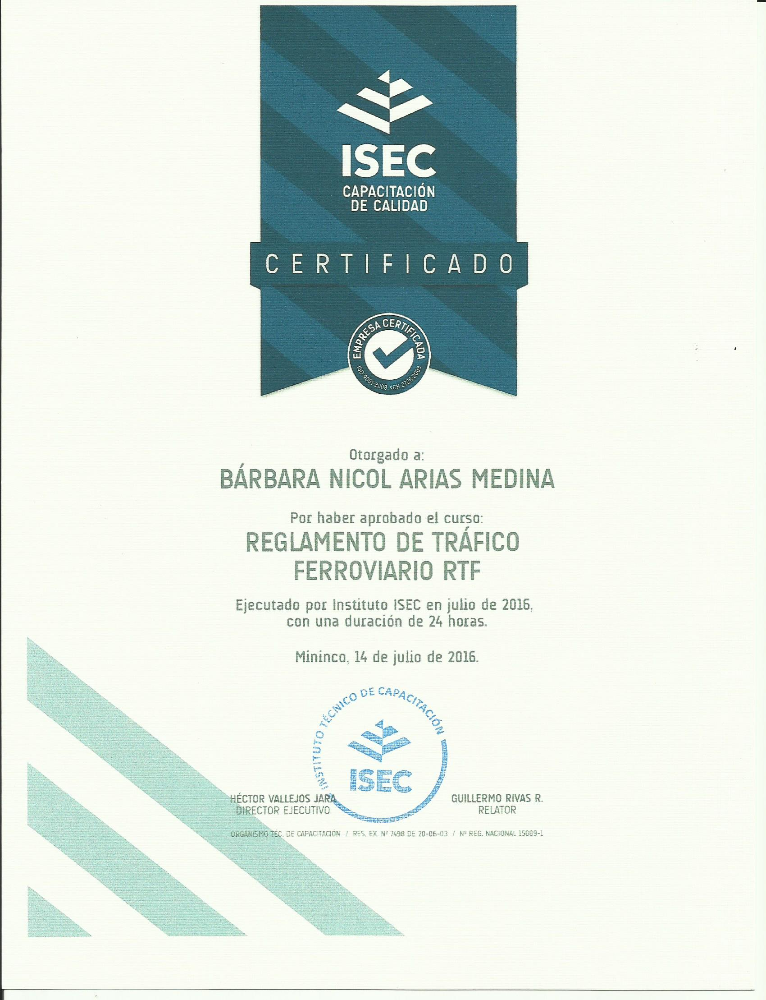 ISEC
CAPACITACIÓN
DE CALIDAD
CERTIFICADO
EMPRESA CERTIFICADA
ISO 9001:2008 NCH 2728:2003
Otorgado a:
BÁRBARA NICOL ARIAS MEDINA
Por haber aprobado el curso:
REGLAMENTO DE TRÁFICO
FERROVIARIO RTF
Ejecutado por Instituto ISEC en julio de 2016,
con una duración de 24 horas.
Mininco, 14 de julio de 2016.
INSTITUTO TÉCNICO DE CAPACITACIÓN
ISEC
HÉCTOR VALLEJOS JARA
DIRECTOR EJECUTIVO
GUILLERMO RIVAS R.
RELATOR
ORGANISMO TÉC. DE CAPACITACIÓN / RES. EX. Nº 7498 DE 20-06-03 / Nº REG. NACIONAL 15089-1